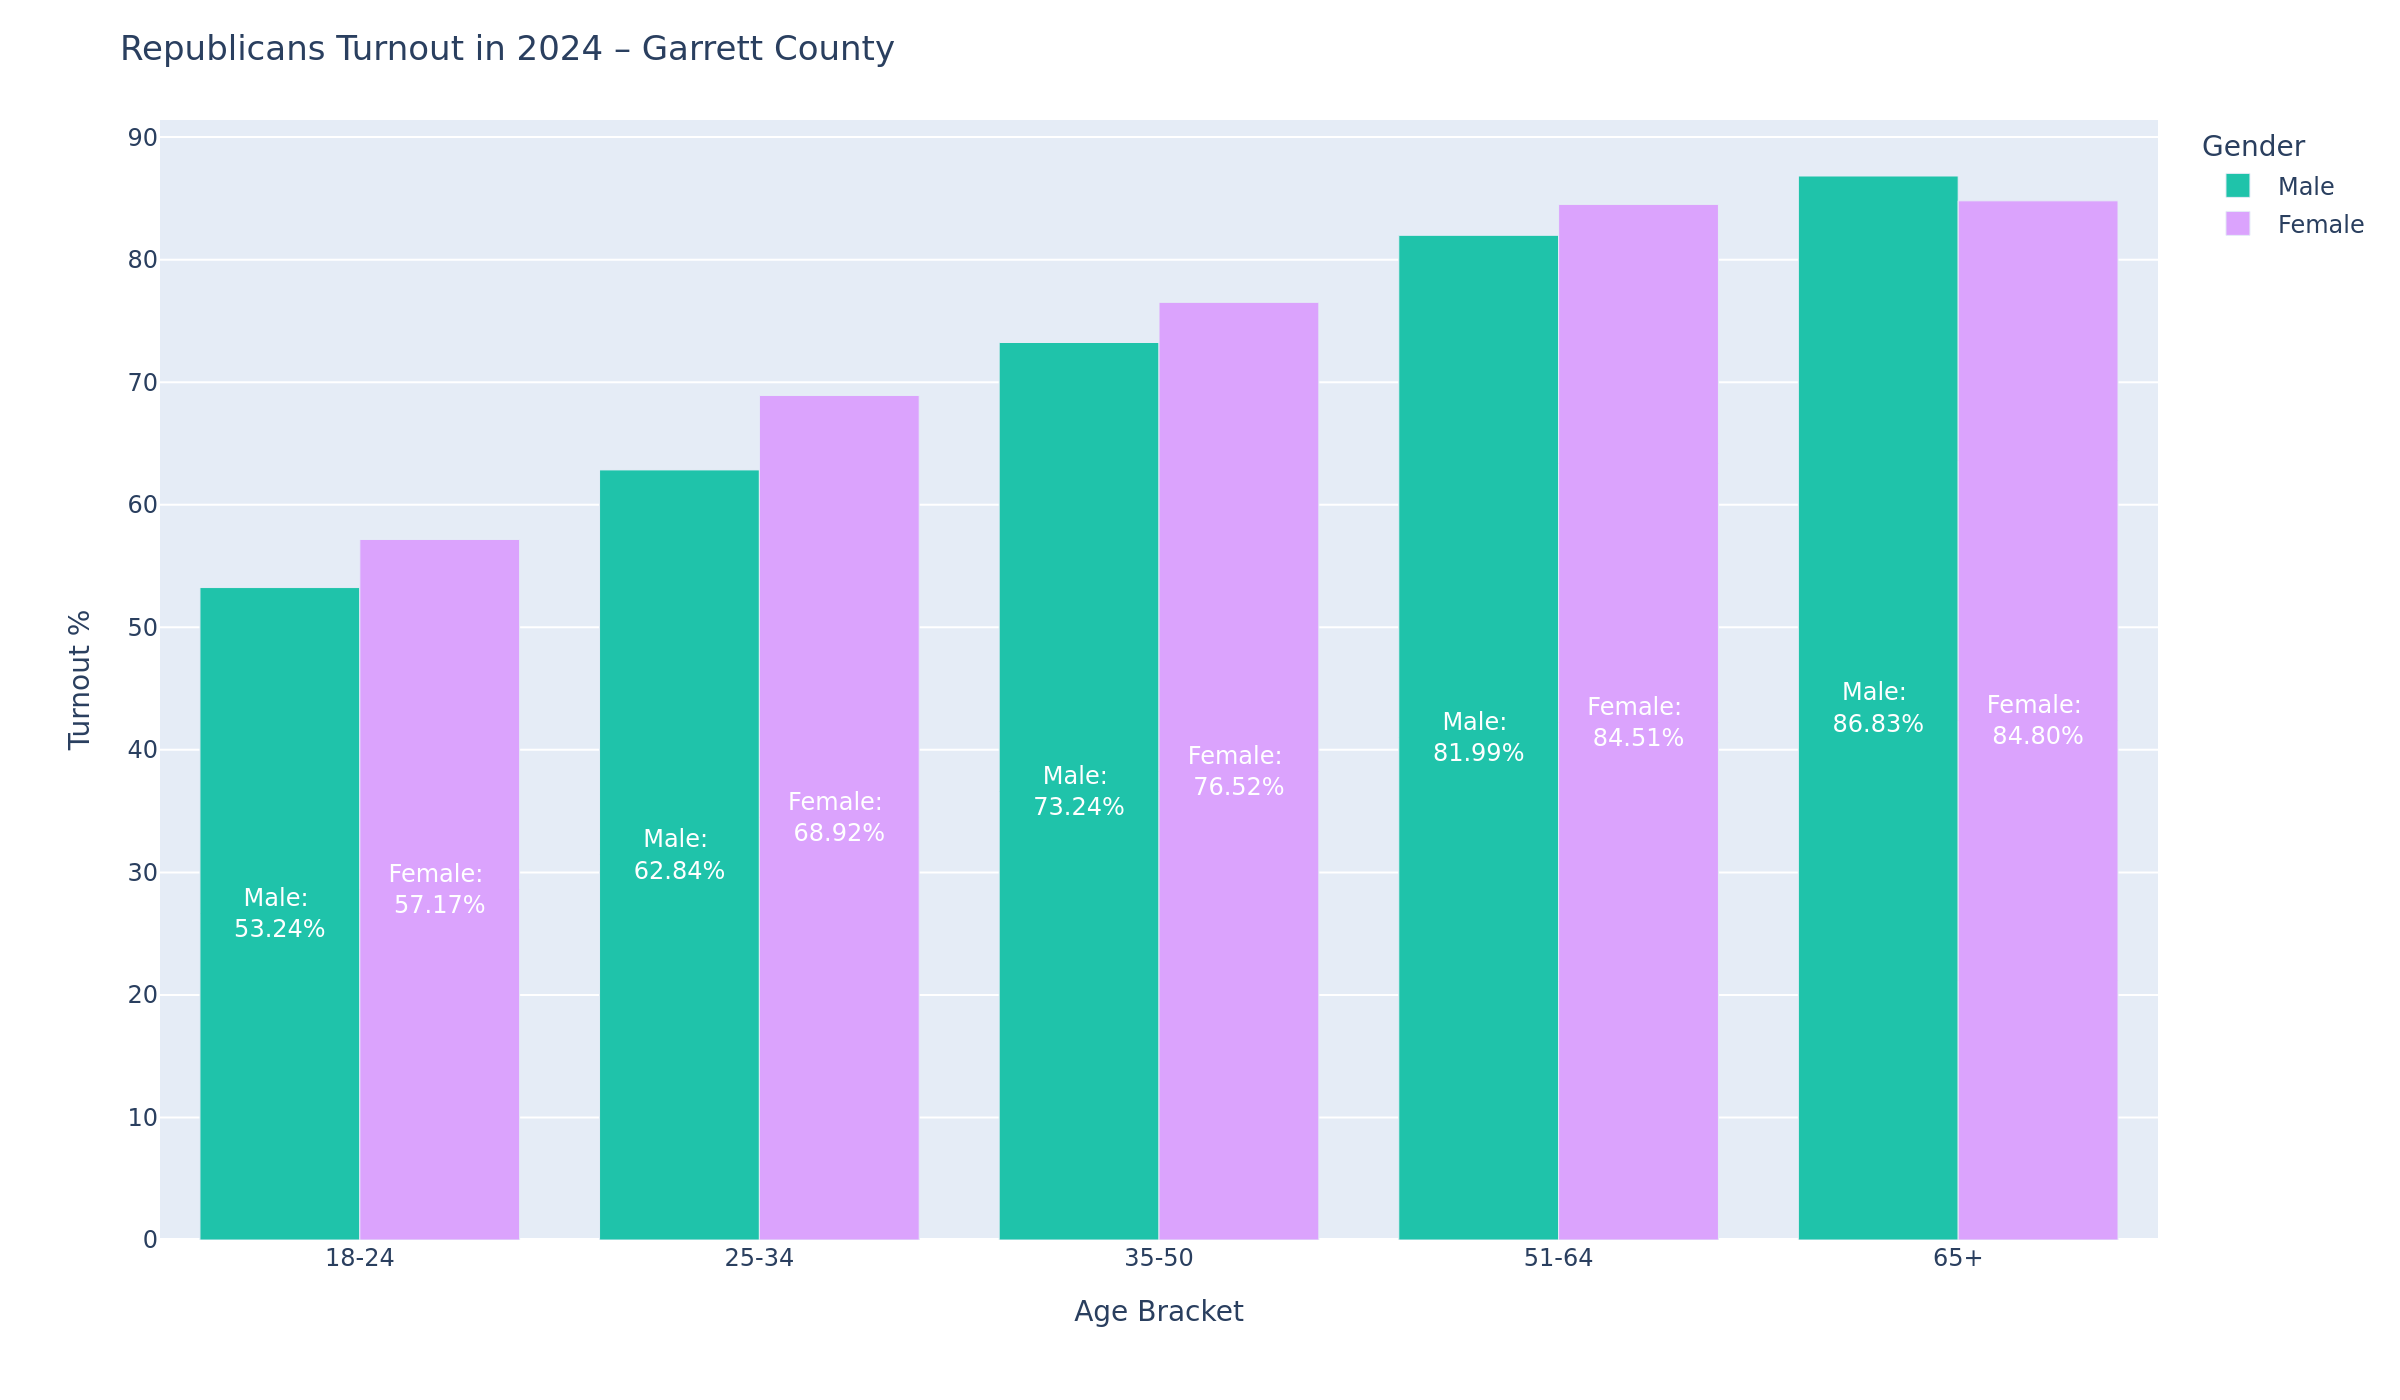 Republicans Turnout in 2024 – Garrett County
90
80
70
60
50
40
30
20
10
0
Turnout %
Male:
53.24%
Female:
57.17%
Male:
62.84%
Female:
68.92%
Male:
73.24%
Female:
76.52%
Male:
81.99%
Female:
84.51%
Male:
86.83%
Female:
84.80%
18-24
25-34
35-50
51-64
65+
Age Bracket
Gender
Male
Female